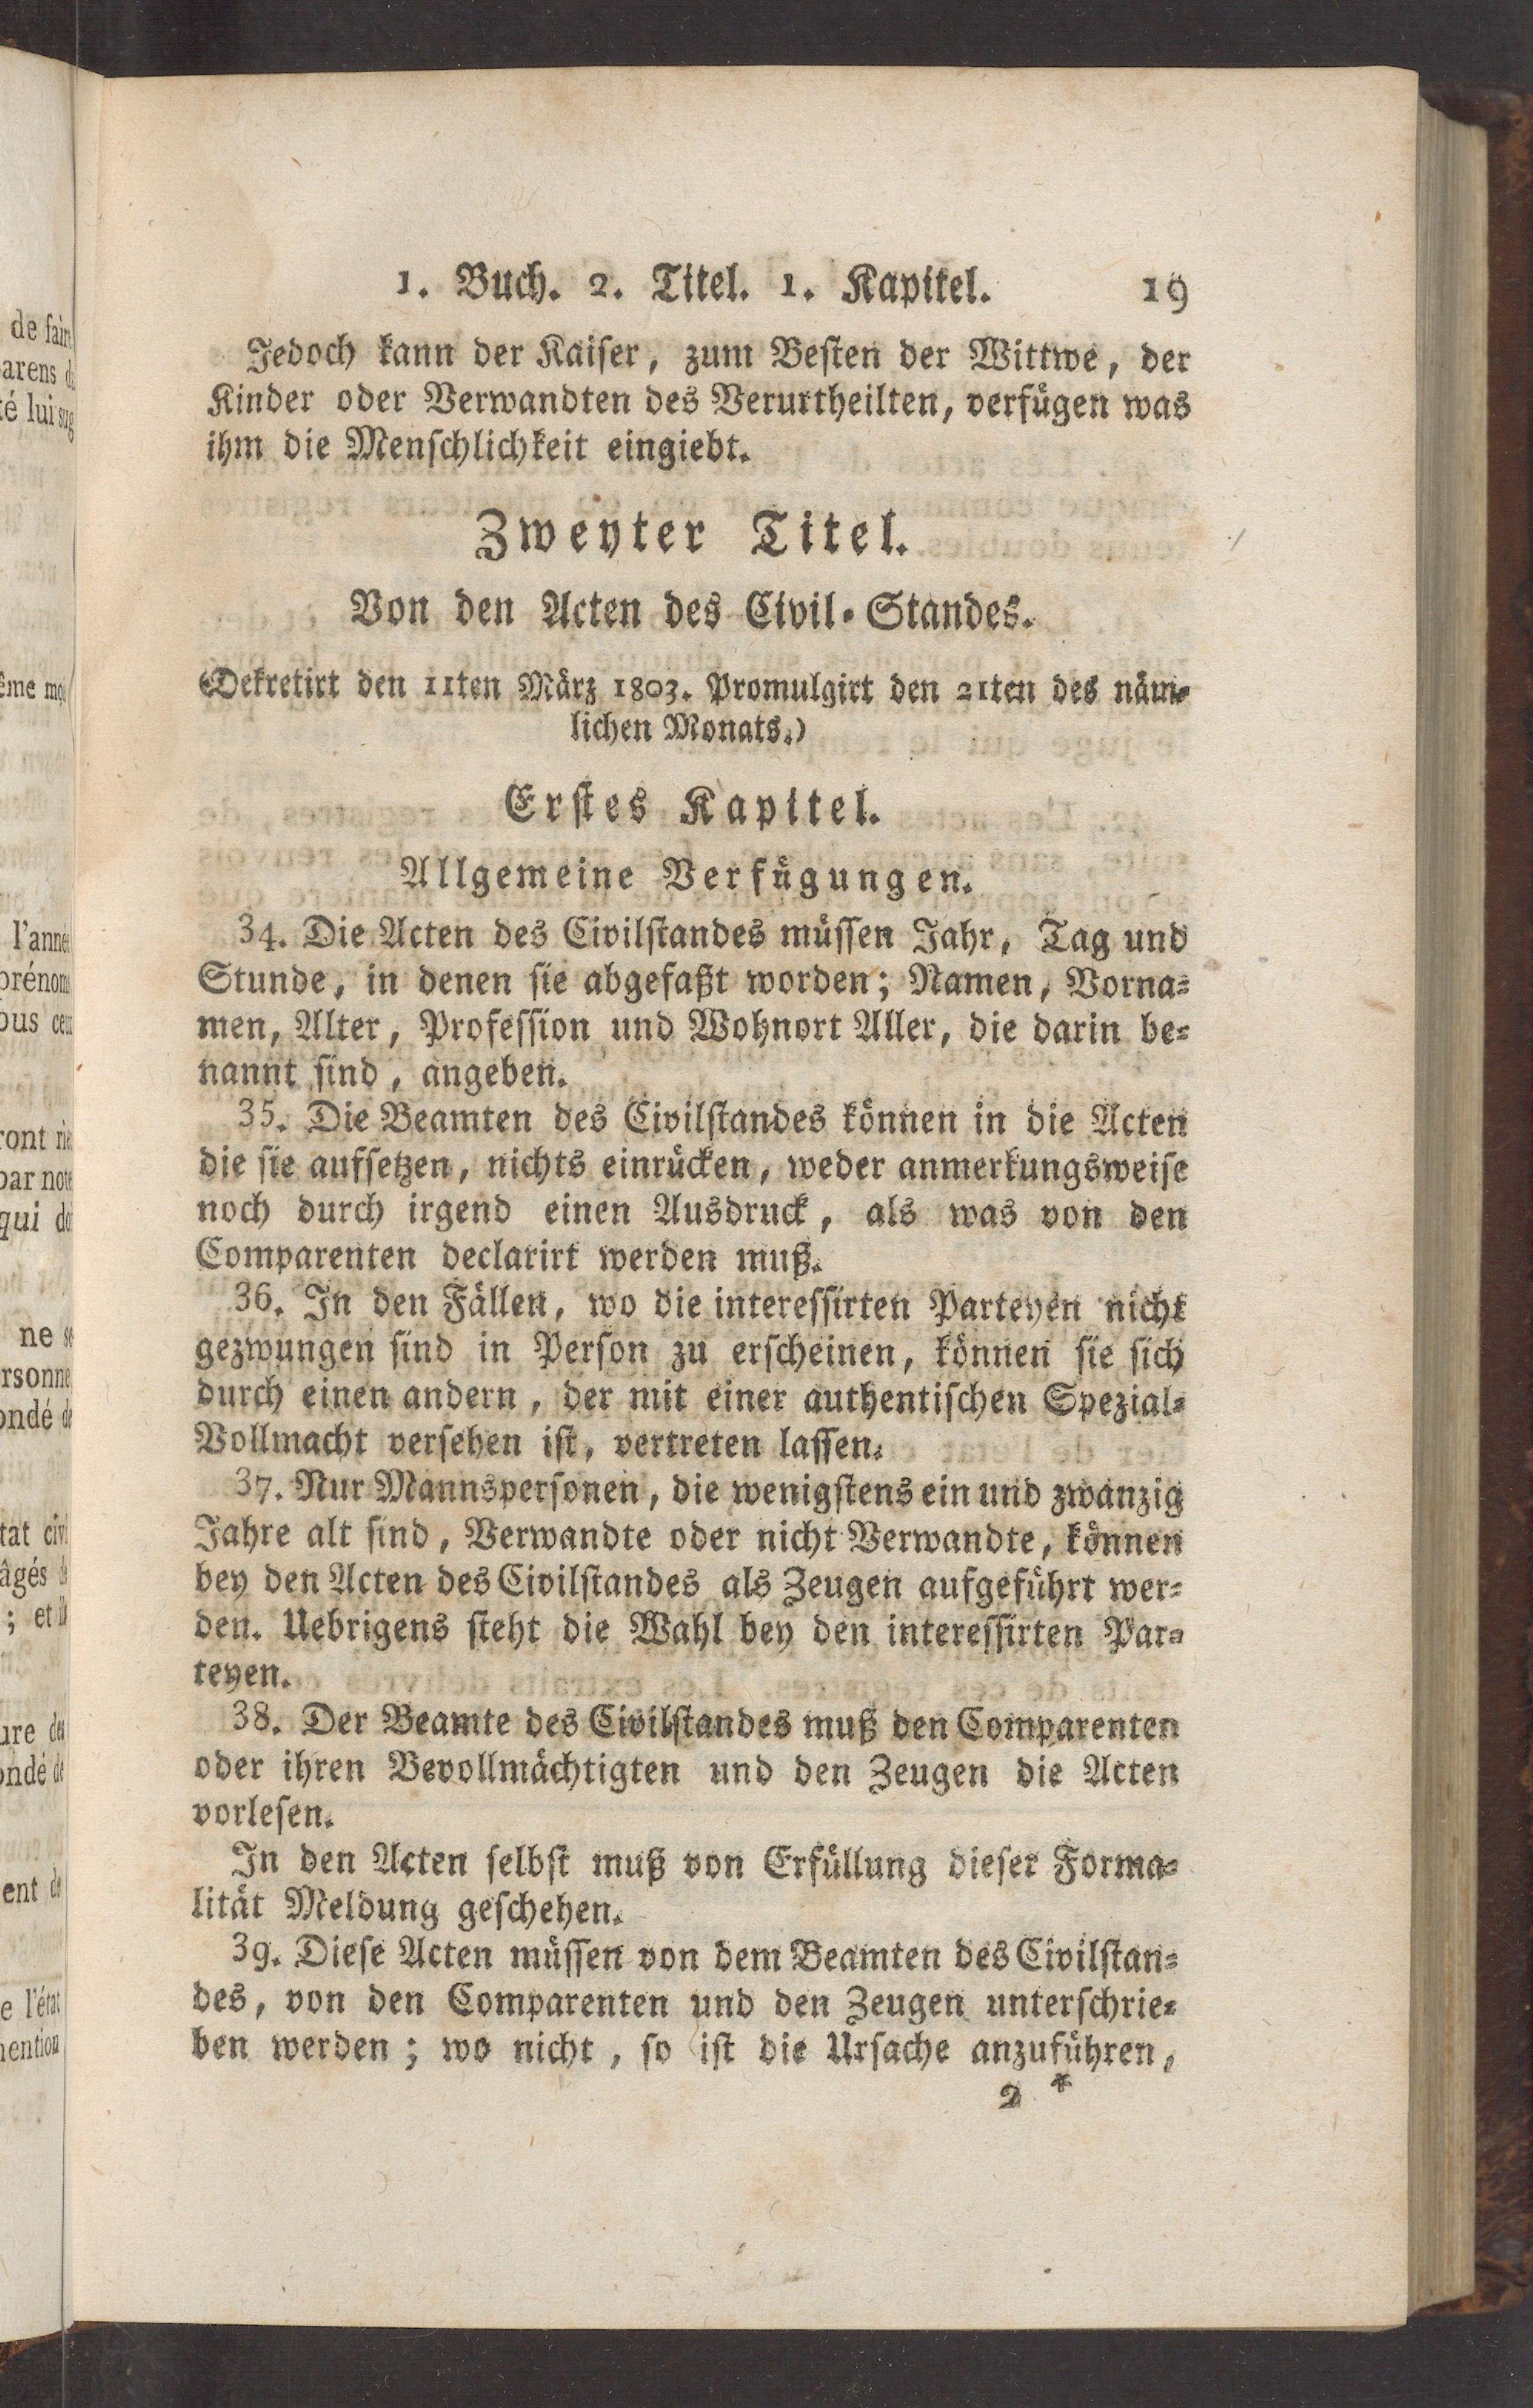 1. Buch. 2. Titel. 1. Kapitel. 19
Jedoch kann der Kaiser, zum Besten der Wittwe, der
Kinder oder Verwandten des Verurtheilten, verfügen was
ihm die Menschlichkeit eingiebt.
Zweyter Titel.
Von den Acten des Civil-Standes.
(Dekretirt den 11ten März 1803. Promulgirt den 21ten des näm-
lichen Monats.)
Erstes Kapitel.
Allgemeine Verfügungen.
34. Die Acten des Civilstandes müssen Jahr, Tag und
Stunde, in denen sie abgefaßt worden; Namen, Vorna-
men, Alter, Profession und Wohnort Aller, die darin be-
nannt sind, angeben.
35. Die Beamten des Civilstandes können in die Acten
die sie aufsetzen, nichts einrücken, weder anmerkungsweise
noch durch irgend einen Ausdruck, als was von den
Comparenten declarirt werden muß.
36. In den Fällen, wo die interessirten Parteyen nicht
gezwungen sind in Person zu erscheinen, können sie sich
durch einen andern, der mit einer authentischen Spezial-
Vollmacht versehen ist, vertreten lassen.
37. Nur Mannspersonen, die wenigstens ein und zwanzig
Jahre alt sind, Verwandte oder nicht Verwandte, können
bey den Acten des Civilstandes als Zeugen aufgeführt wer-
den. Uebrigens steht die Wahl bey den interessirten Par-
teyen.
38. Der Beamte des Civilstandes muß den Comparenten
oder ihren Bevollmächtigten und den Zeugen die Acten
vorlesen.
In den Acten selbst muß von Erfüllung dieser Forma-
lität Meldung geschehen.
39. Diese Acten müssen von dem Beamten des Civilstan-
des, von den Comparenten und den Zeugen unterschrie-
ben werden; wo nicht, so ist die Ursache anzuführen,
2 *